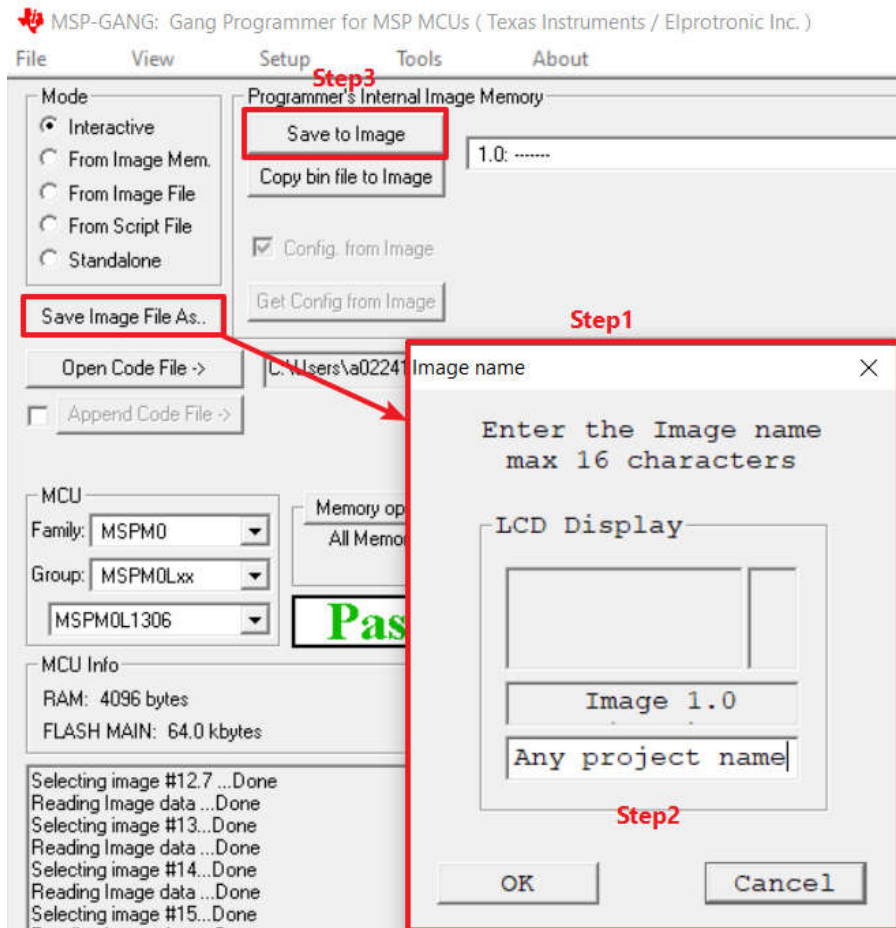 MSP-GANG: Gang Programmer for MSP MCUs ( Texas Instruments / Elprotronic Inc. )
File View Setup Tools About
Step3
Mode
Interactive
From Image Mem.
From Image File
From Script File
Standalone
Programmer's Internal Image Memory
Save to Image
1.0: -------
Copy bin file to Image
Config. from Image
Get Config from Image
Save Image File As..
Step1
Open Code File ->
C:\Users\a02241
Append Code File ->
Image name
Enter the Image name
max 16 characters
LCD Display
Image 1.0
Any project name
Step2
OK Cancel
MCU
Family: MSPM0
Group: MSPM0Lxx
MSPM0L1306
Memory op
All Memo
Pas
MCU Info
RAM: 4096 bytes
FLASH MAIN: 64.0 kbytes
Selecting image #12.7 ...Done
Reading Image data ...Done
Selecting image #13...Done
Reading Image data ...Done
Selecting image #14...Done
Reading Image data ...Done
Selecting image #15...Done